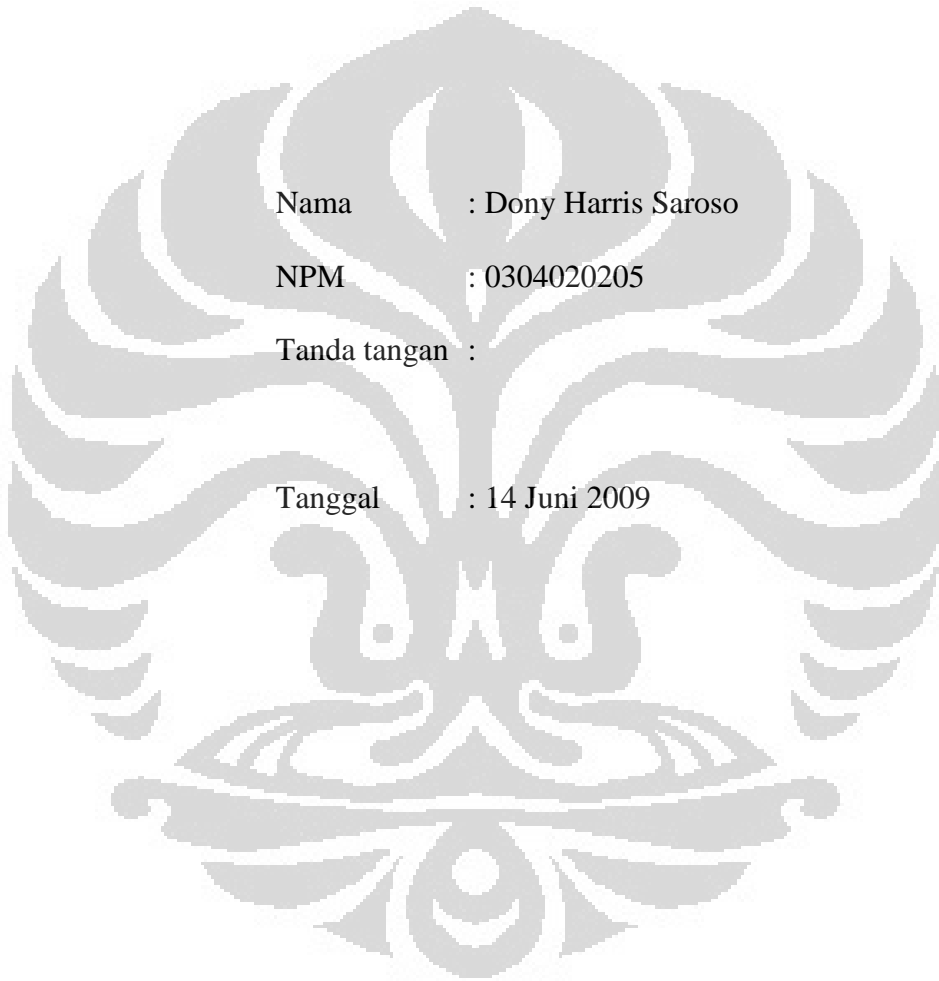 Nama : Dony Harris Saroso
NPM : 0304020205
Tanda tangan :
Tanggal : 14 Juni 2009